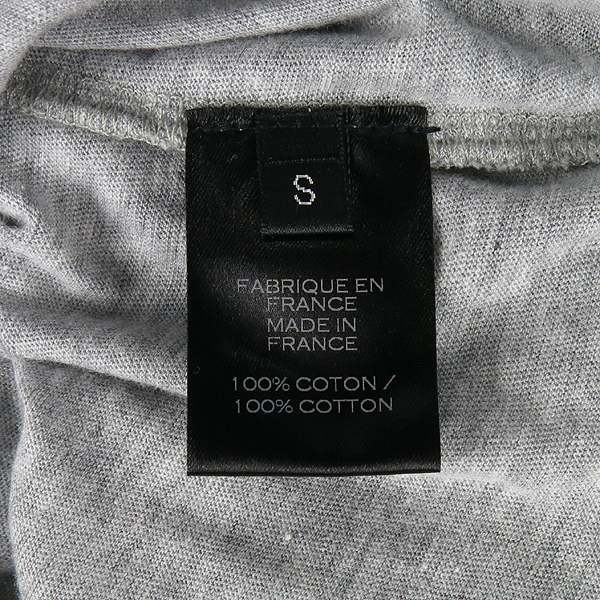 S
FABRIQUE EN
FRANCE
MADE IN
FRANCE
100% COTON /
100% COTTON